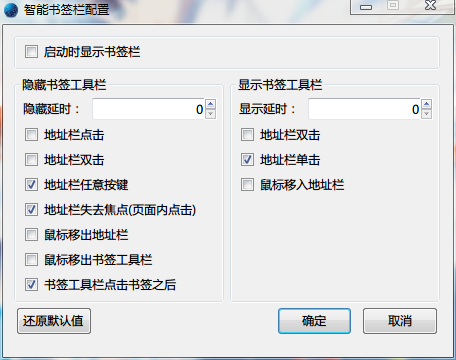 智能书签栏配置
启动时显示书签栏
隐藏书签工具栏
隐藏延时：
0
地址栏点击
地址栏双击
地址栏任意按键
地址栏失去焦点(页面内点击)
鼠标移出地址栏
鼠标移出书签工具栏
书签工具栏点击书签之后
显示书签工具栏
显示延时：
0
地址栏双击
地址栏单击
鼠标移入地址栏
还原默认值
确定
取消